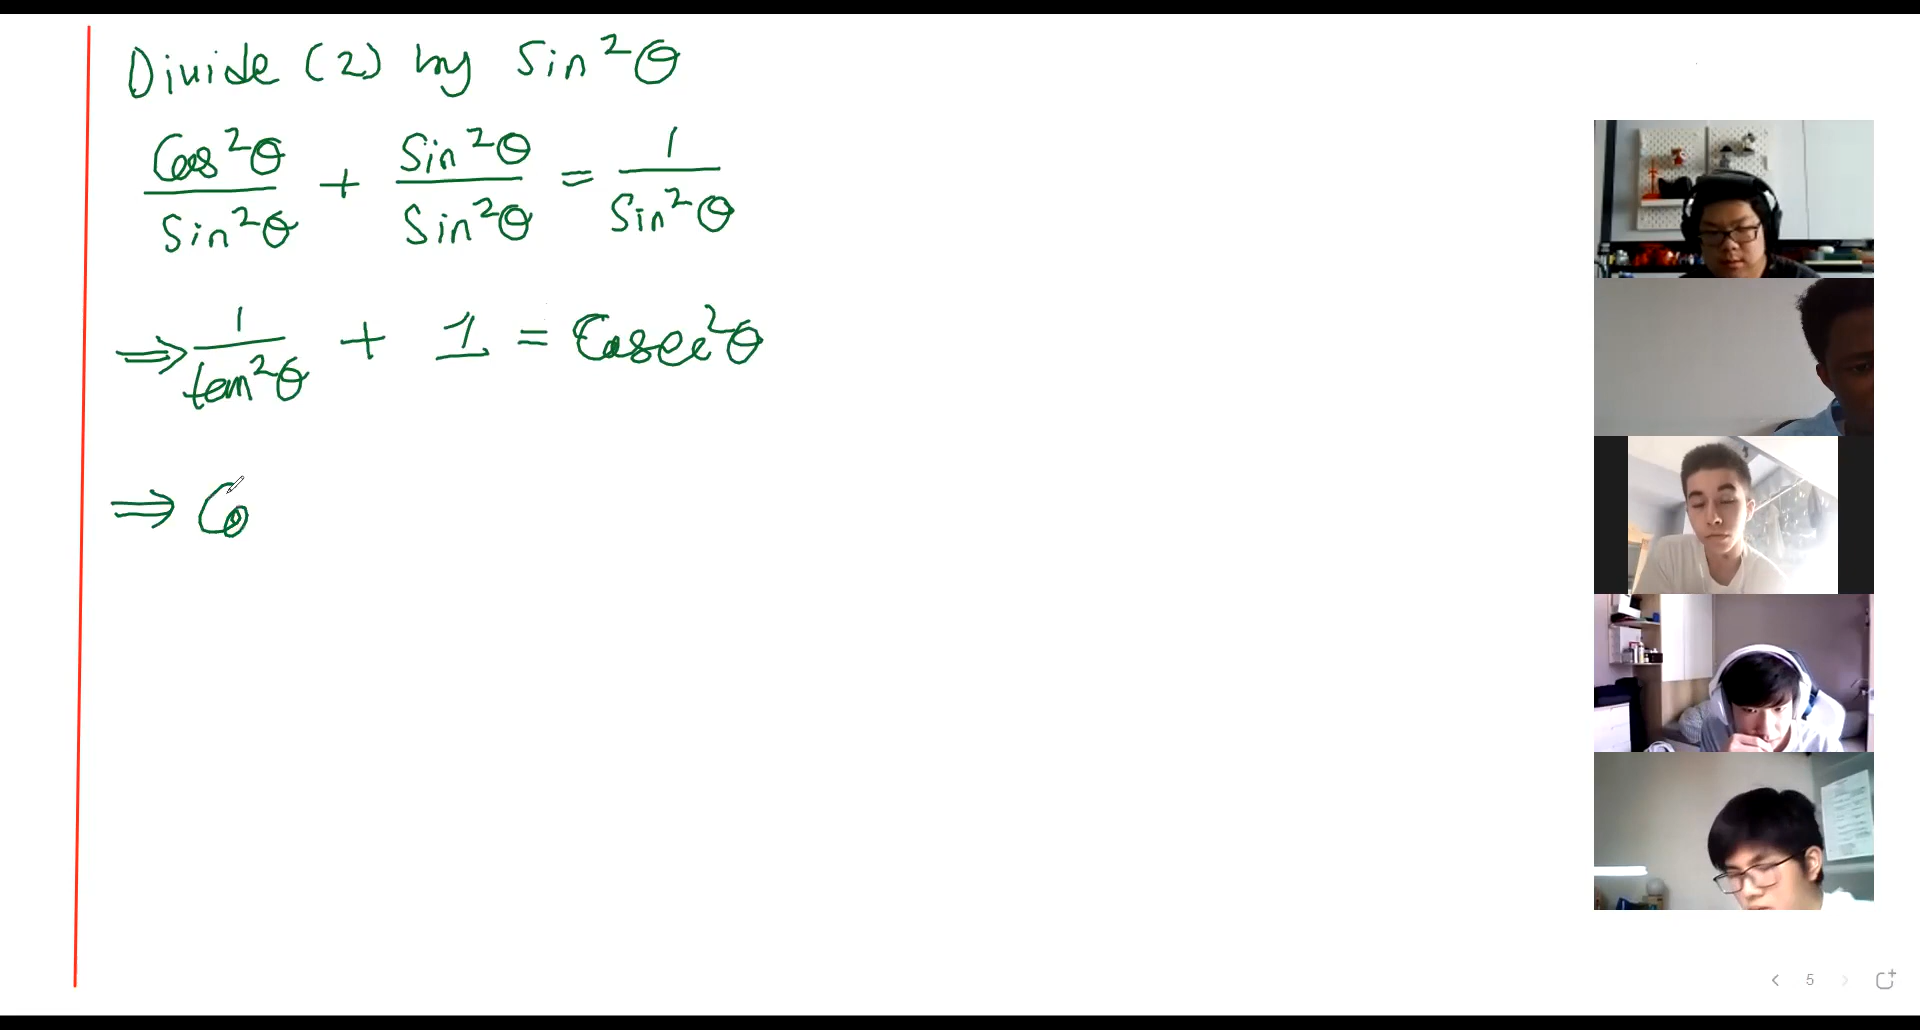 Divide (2) by Sin²θ
Cos²θ/Sin²θ + Sin²θ/Sin²θ = 1/Sin²θ
⇒ 1/tan²θ + 1 = Cosec²θ
⇒ Co
5